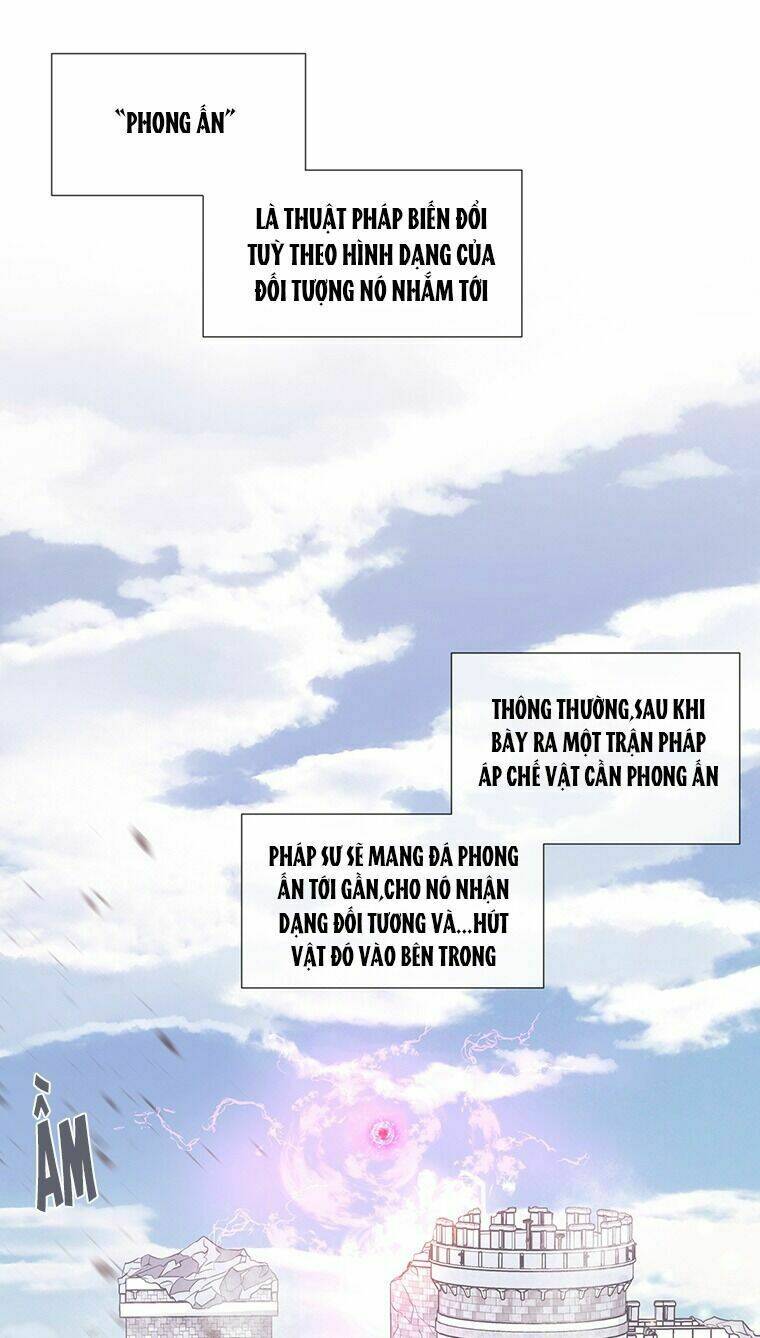 “PHONG ẤN”
LÀ THUẬT PHÁP BIẾN ĐỔI
TUỲ THEO HÌNH DẠNG CỦA
ĐỐI TƯỢNG NÓ NHẮM TỚI
THÔNG THƯỜNG,SAU KHI
BÀY RA MỘT TRẬN PHÁP
ÁP CHẾ VẬT CẦN PHONG ẤN
PHÁP SƯ SẼ MANG ĐÁ PHONG
ẤN TỚI GẦN,CHO NÓ NHẬN
DẠNG ĐỐI TƯƠNG VÀ...HÚT
VẬT ĐÓ VÀO BÊN TRONG
ẦM